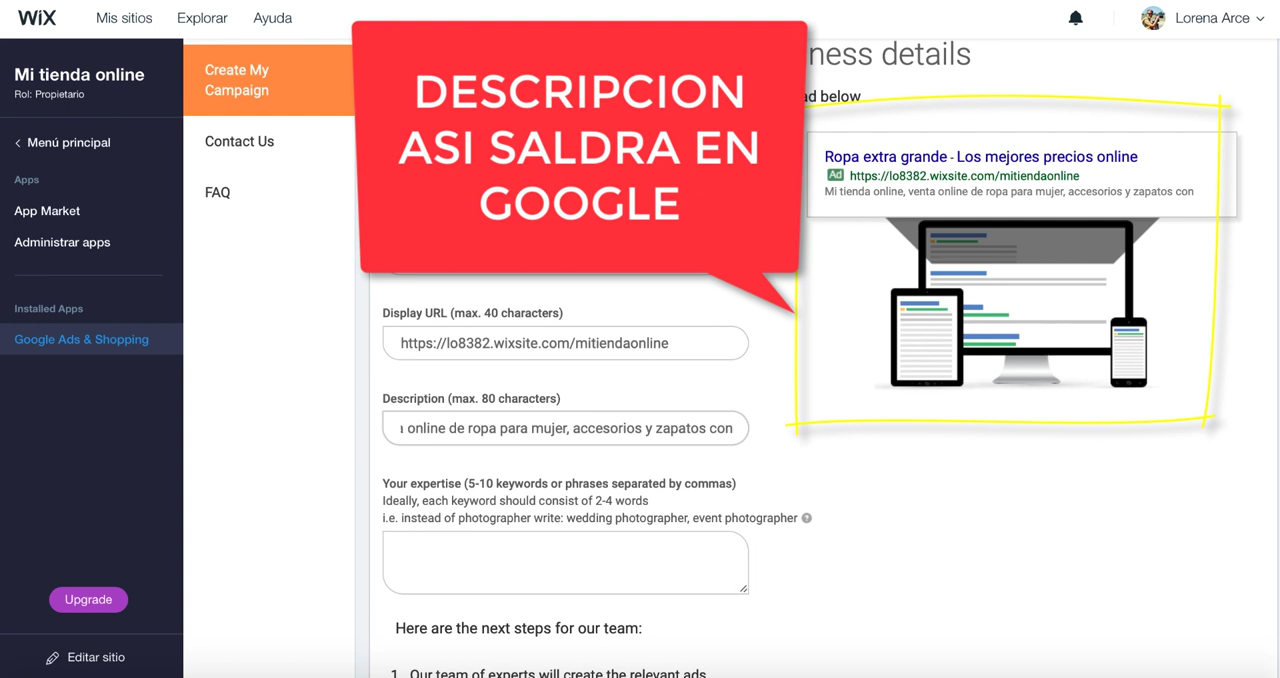 WiX
Mis sitios
Explorar
Ayuda
Lorena Arce
Mi tienda online
Rol: Propietario
Menú principal
Apps
App Market
Administrar apps
Installed Apps
Google Ads & Shopping
Upgrade
Editar sitio
Create My
Campaign
Contact Us
FAQ
DESCRIPCION
ASI SALDRA EN
GOOGLE
ness details
ad below
Ropa extra grande - Los mejores precios online
Ad https://lo8382.wixsite.com/mitiendaonline
Mi tienda online, venta online de ropa para mujer, accesorios y zapatos con
Display URL (max. 40 characters)
https://lo8382.wixsite.com/mitiendaonline
Description (max. 80 characters)
a online de ropa para mujer, accesorios y zapatos con
Your expertise (5-10 keywords or phrases separated by commas)
Ideally, each keyword should consist of 2-4 words
i.e. instead of photographer write: wedding photographer, event photographer ?
Here are the next steps for our team:
1. Our team of experts will create the relevant ads